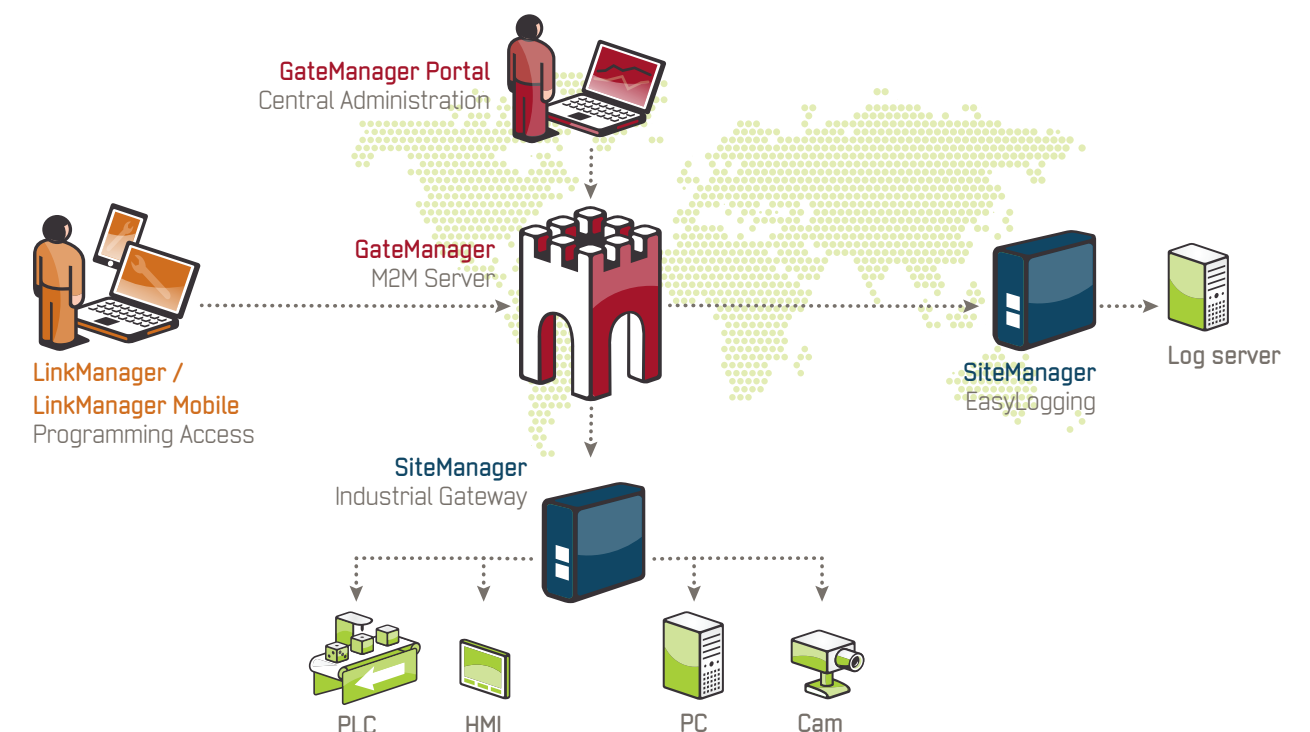 GateManager Portal
Central Administration
GateManager
M2M Server
LinkManager /
LinkManager Mobile
Programming Access
SiteManager
EasyLogging
Log server
SiteManager
Industrial Gateway
PLC
HMI
PC
Cam